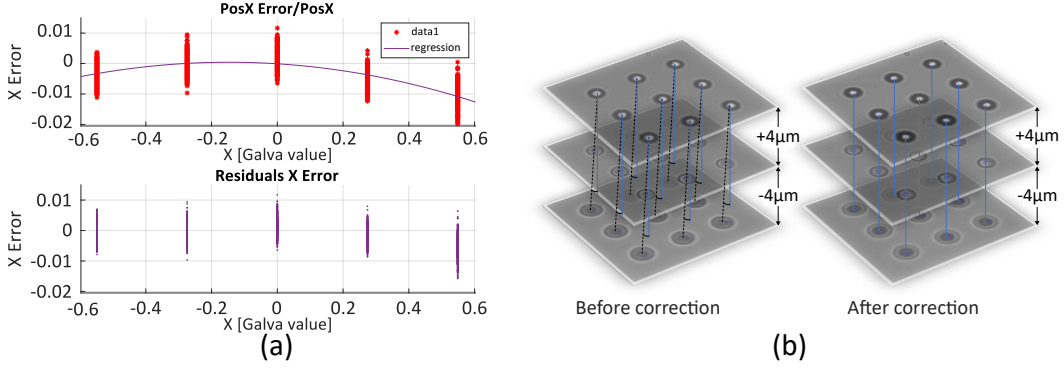 PosX Error/PosX
0.01
0
-0.01
-0.02
X Error
data1
regression
-0.6 -0.4 -0.2 0 0.2 0.4 0.6
X [Galva value]
Residuals X Error
0.01
0
-0.01
-0.02
X Error
-0.6 -0.4 -0.2 0 0.2 0.4 0.6
X [Galva value]
(a)
+4μm
-4μm
+4μm
-4μm
Before correction
After correction
(b)